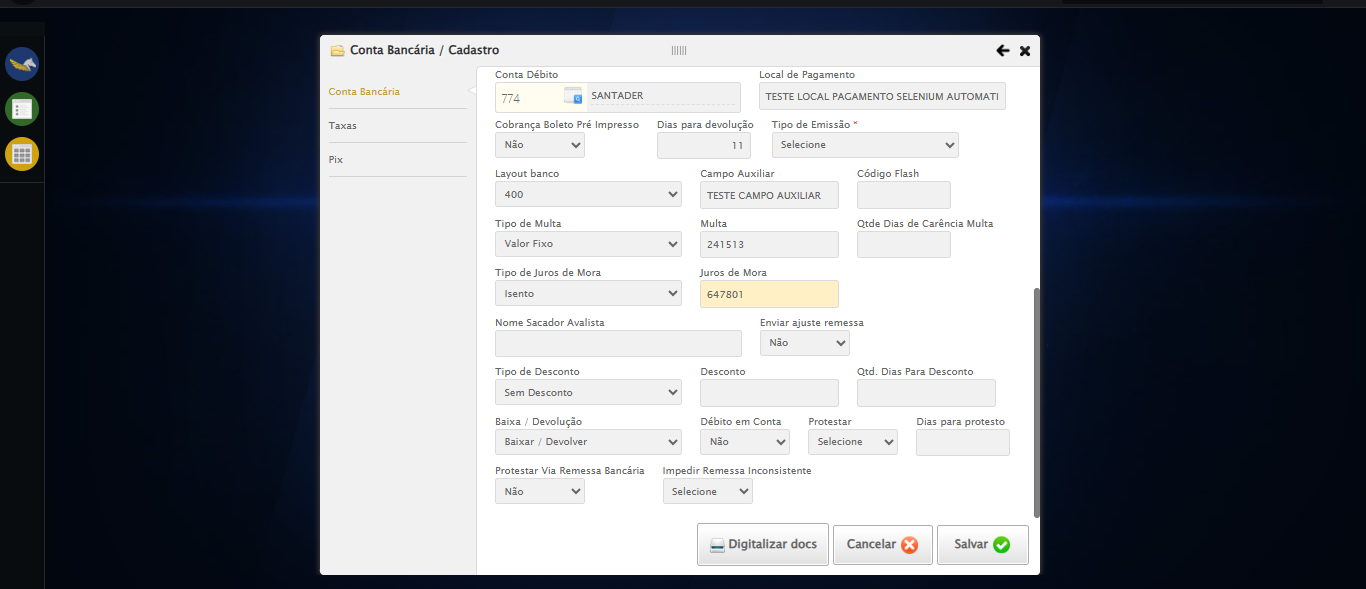 Conta Bancária / Cadastro
Conta Bancária
Taxas
Pix
Conta Débito
Local de Pagamento
774
SANTADER
TESTE LOCAL PAGAMENTO SELENIUM AUTOMATI
Cobrança Boleto Pré Impresso
Dias para devolução
Tipo de Emissão *
Não
11
Selecione
Layout banco
Campo Auxiliar
Código Flash
400
TESTE CAMPO AUXILIAR
Tipo de Multa
Multa
Qtde Dias de Carência Multa
Valor Fixo
241513
Tipo de Juros de Mora
Juros de Mora
Isento
647801
Nome Sacador Avalista
Enviar ajuste remessa
Não
Tipo de Desconto
Desconto
Qtd. Dias Para Desconto
Sem Desconto
Baixa / Devolução
Débito em Conta
Protestar
Dias para protesto
Baixar / Devolver
Não
Selecione
Protestar Via Remessa Bancária
Impedir Remessa Inconsistente
Não
Selecione
Digitalizar docs
Cancelar
Salvar